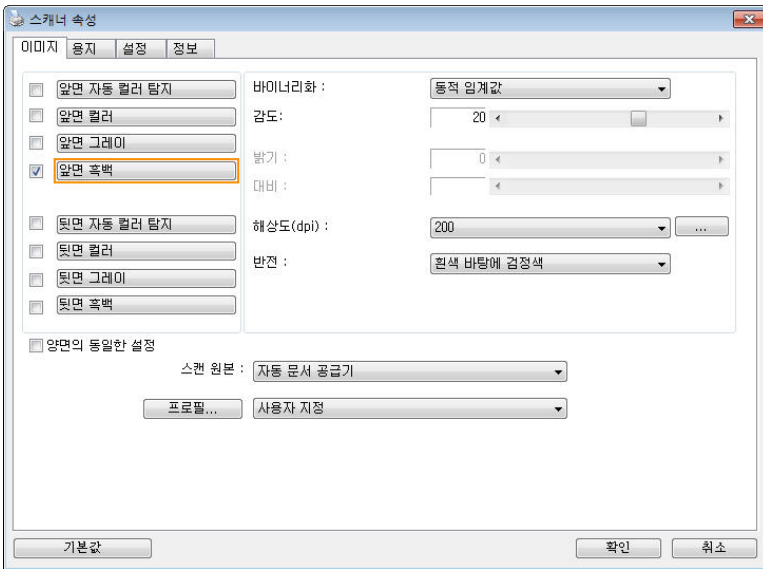 스캐너 속성
이미지 용지 설정 정보
앞면 자동 컬러 탐지
앞면 컬러
앞면 그레이
앞면 흑백
뒷면 자동 컬러 탐지
뒷면 컬러
뒷면 그레이
뒷면 흑백
바이너리화 : 동적 임계값
감도: 20
밝기 : 0
대비 :
해상도(dpi) : 200 ...
반전 : 흰색 바탕에 검정색
양면의 동일한 설정
스캔 원본 : 자동 문서 공급기
프로필... 사용자 지정
기본값 확인 취소